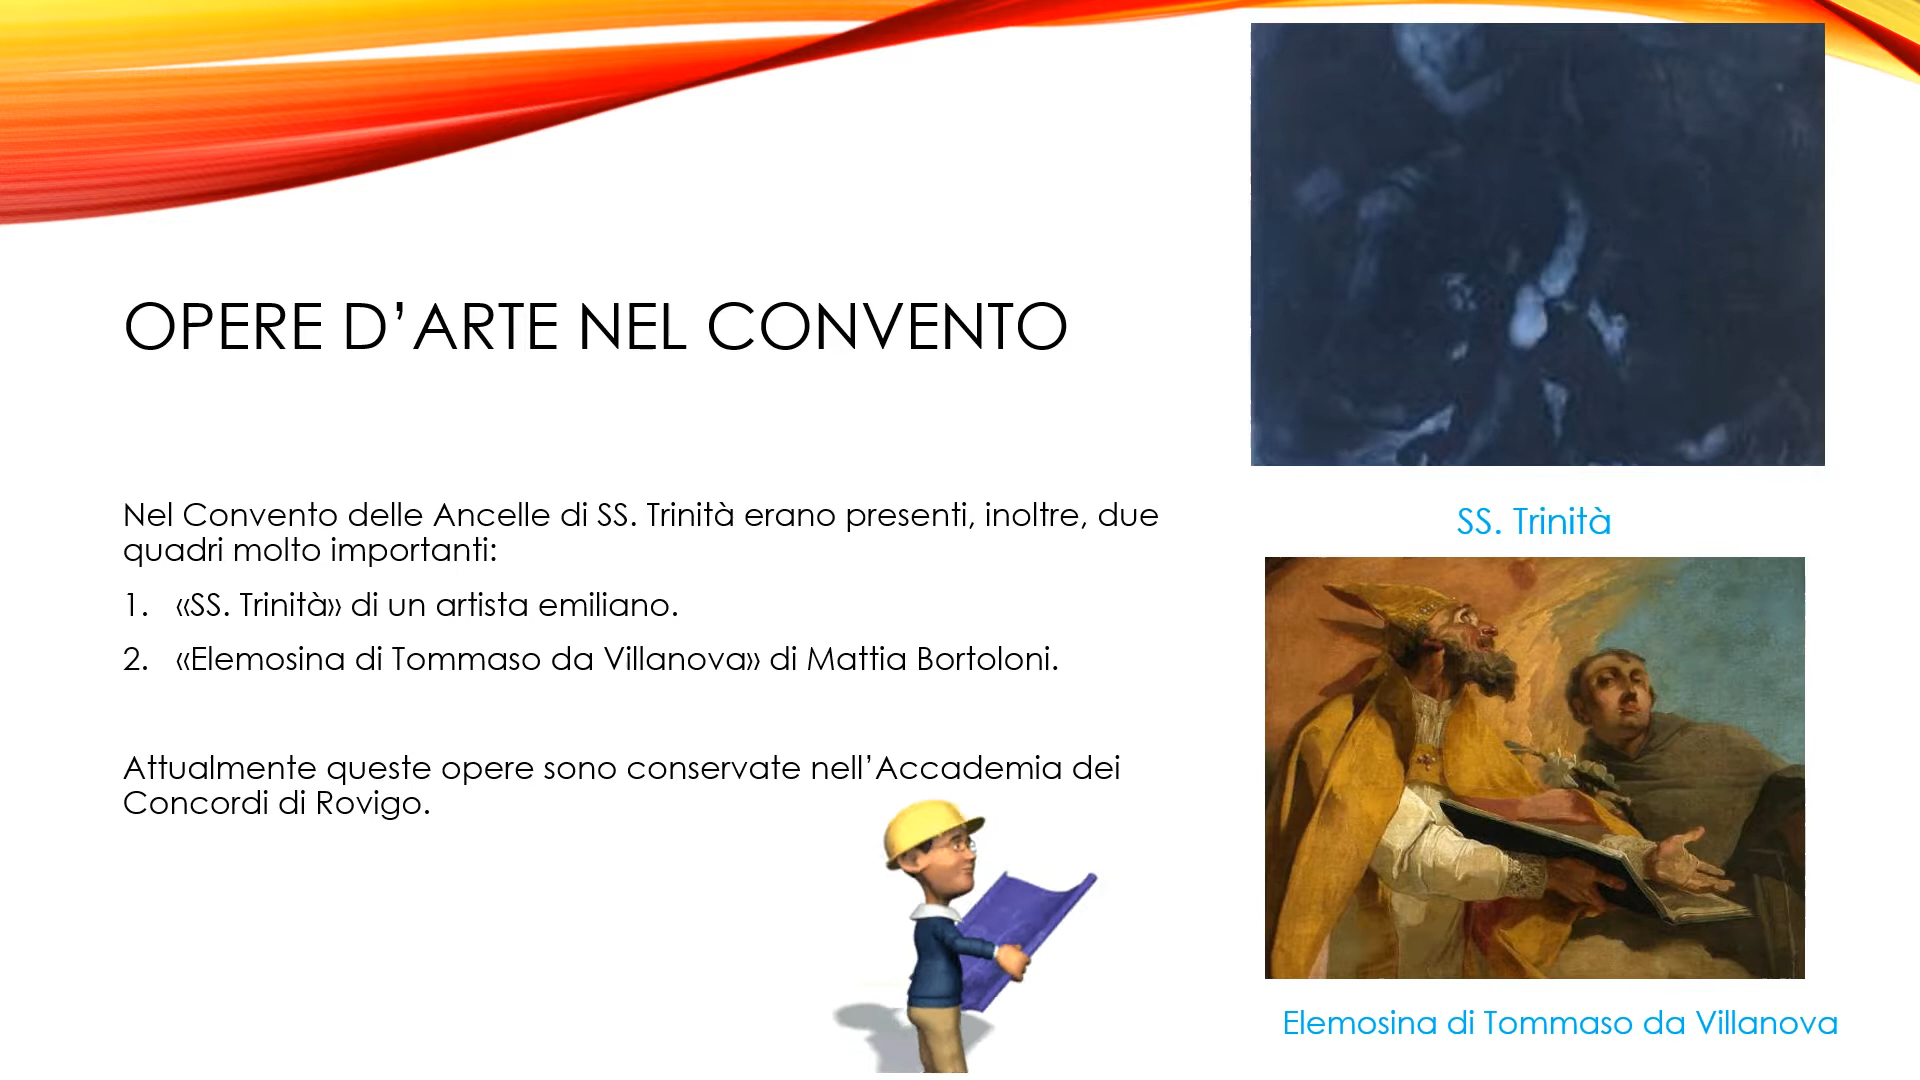 OPERE D’ARTE NEL CONVENTO
Nel Convento delle Ancelle di SS. Trinità erano presenti, inoltre, due
quadri molto importanti:
1. «SS. Trinità» di un artista emiliano.
2. «Elemosina di Tommaso da Villanova» di Mattia Bortoloni.
Attualmente queste opere sono conservate nell’Accademia dei
Concordi di Rovigo.
SS. Trinità
Elemosina di Tommaso da Villanova